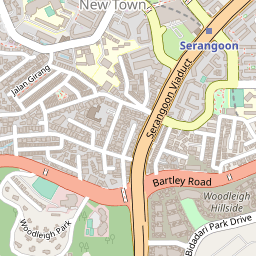 New Town
Serangoon
Jalan Girang
Serangoon Viaduct
Bartley Road
Woodleigh
Hillside
Woodleigh Park
Bidadari Park Drive